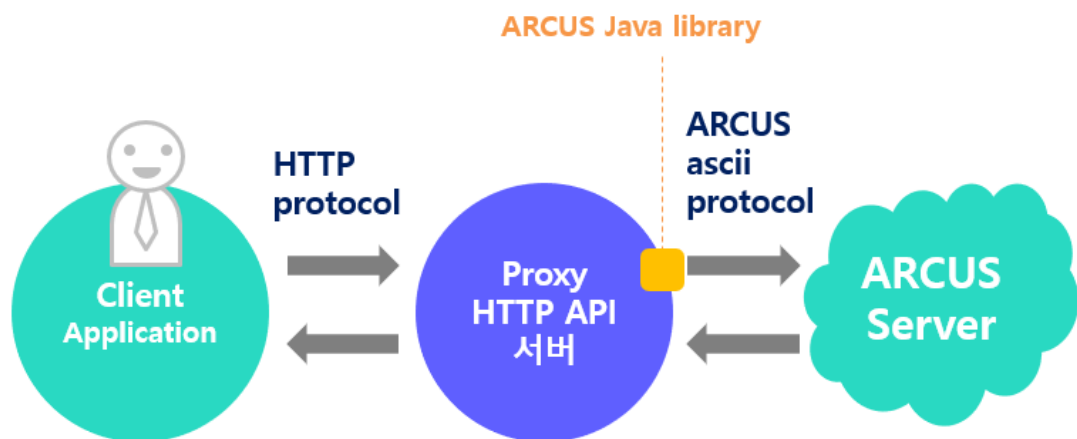 ARCUS Java library
HTTP
protocol
ARCUS
ascii
protocol
Client
Application
Proxy
HTTP API
서버
ARCUS
Server